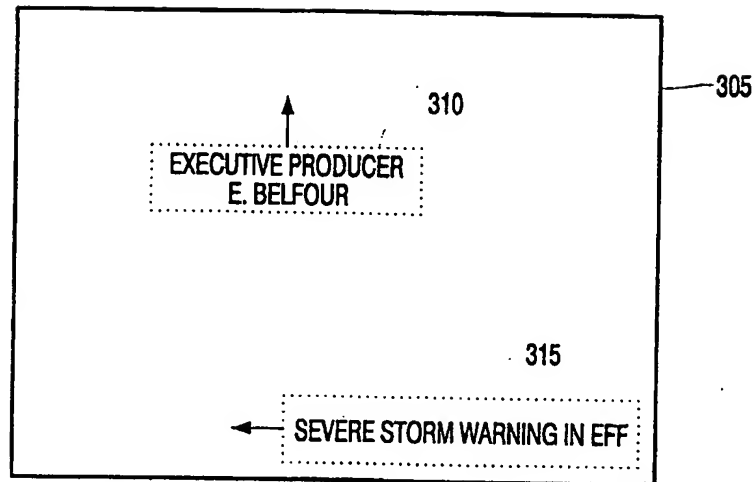 305
310
EXECUTIVE PRODUCER
E. BELFOUR
315
SEVERE STORM WARNING IN EFF